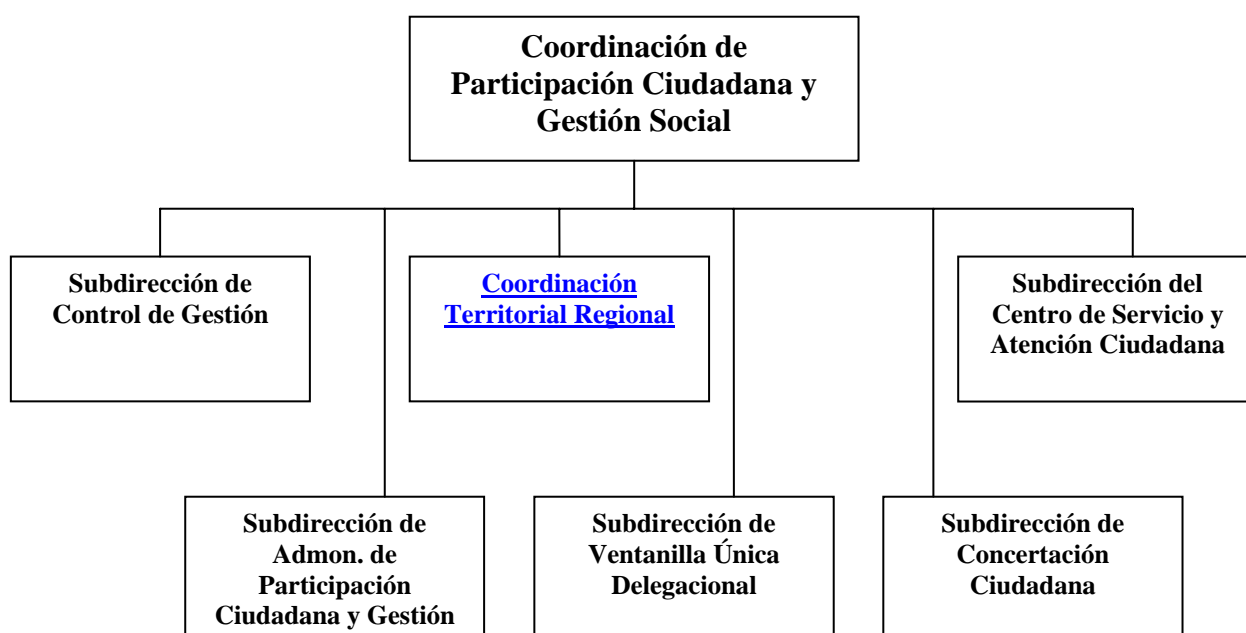 Coordinación de
Participación Ciudadana y
Gestión Social
Subdirección de
Control de Gestión
Coordinación
Territorial Regional
Subdirección del
Centro de Servicio y
Atención Ciudadana
Subdirección de
Admon. de
Participación
Ciudadana y Gestión
Subdirección de
Ventanilla Única
Delegacional
Subdirección de
Concertación
Ciudadana